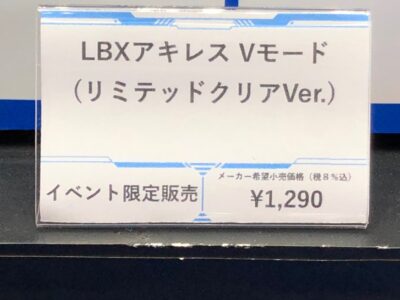 LBXアキレス Vモード
（リミテッドクリアVer.）
イベント限定販売
メーカー希望小売価格（税８％込）
¥1,290